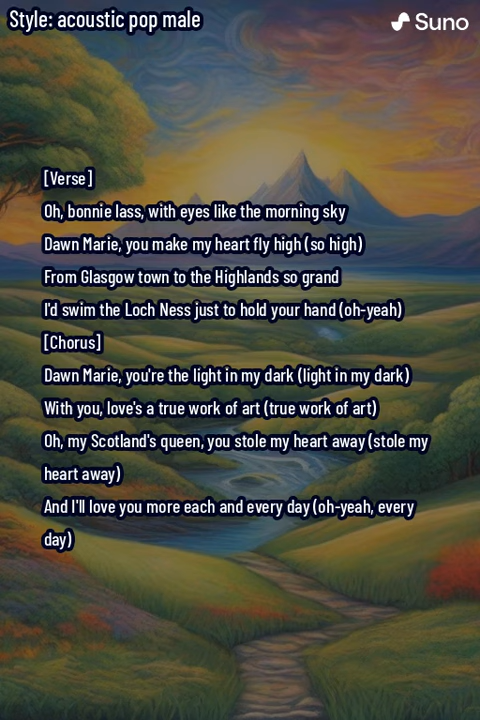 Style: acoustic pop male
Suno
[Verse]
Oh, bonnie lass, with eyes like the morning sky
Dawn Marie, you make my heart fly high (so high)
From Glasgow town to the Highlands so grand
I'd swim the Loch Ness just to hold your hand (oh-yeah)
[Chorus]
Dawn Marie, you're the light in my dark (light in my dark)
With you, love's a true work of art (true work of art)
Oh, my Scotland's queen, you stole my heart away (stole my
heart away)
And I'll love you more each and every day (oh-yeah, every
day)